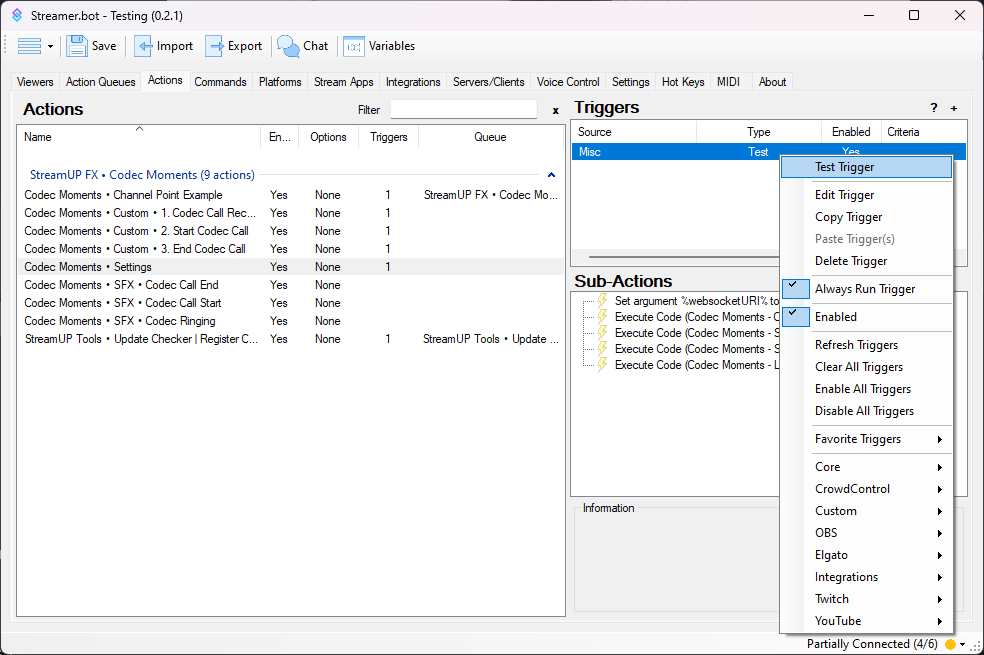 Streamer.bot - Testing (0.2.1)
Save Import Export Chat Variables
Viewers Action Queues Actions Commands Platforms Stream Apps Integrations Servers/Clients Voice Control Settings Hot Keys MIDI About
Actions Filter x
Name En... Options Triggers Queue
StreamUP FX • Codec Moments (9 actions)
Codec Moments • Channel Point Example Yes None 1 StreamUP FX • Codec Mo...
Codec Moments • Custom • 1. Codec Call Rec... Yes None 1
Codec Moments • Custom • 2. Start Codec Call Yes None 1
Codec Moments • Custom • 3. End Codec Call Yes None 1
Codec Moments • Settings Yes None 1
Codec Moments • SFX • Codec Call End Yes None
Codec Moments • SFX • Codec Call Start Yes None
Codec Moments • SFX • Codec Ringing Yes None
StreamUP Tools • Update Checker | Register C... Yes None 1 StreamUP Tools • Update ...
Triggers ? +
Source Type Enabled Criteria
Misc Test Yes
Sub-Actions
Set argument %websocketURI% to
Execute Code (Codec Moments - C
Execute Code (Codec Moments - S
Execute Code (Codec Moments - S
Execute Code (Codec Moments - L
Information
Test Trigger
Edit Trigger
Copy Trigger
Paste Trigger(s)
Delete Trigger
Always Run Trigger
Enabled
Refresh Triggers
Clear All Triggers
Enable All Triggers
Disable All Triggers
Favorite Triggers
Core
CrowdControl
Custom
OBS
Elgato
Integrations
Twitch
YouTube
Partially Connected (4/6)